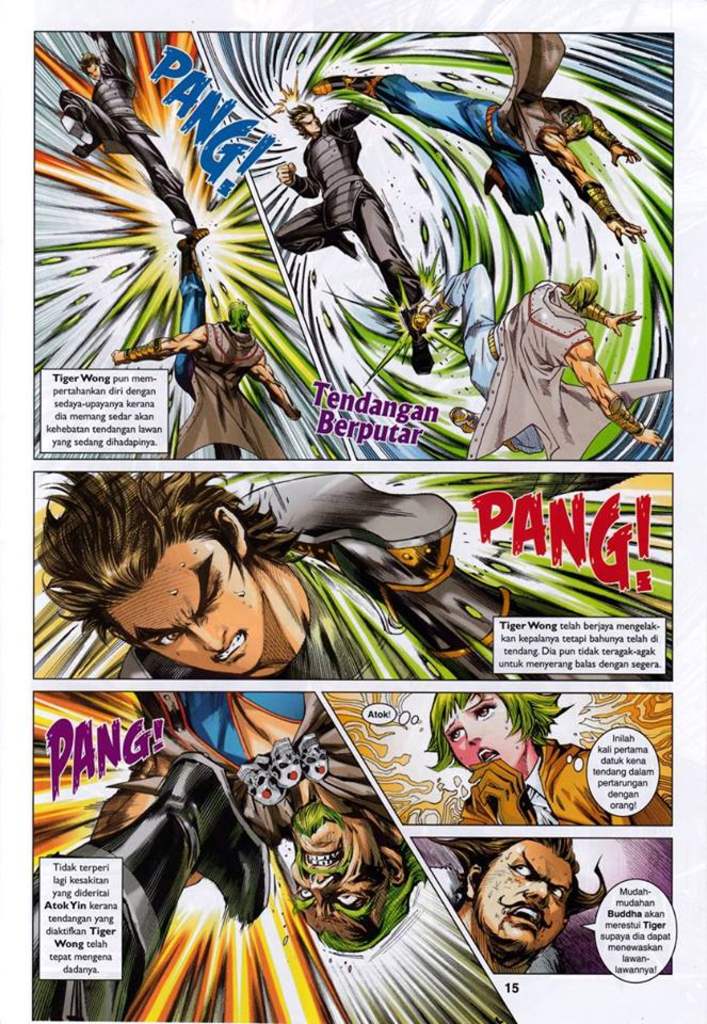 PANG!
Tiger Wong pun mem-
pertahankan diri dengan
sedaya-upayanya kerana
dia memang sedar akan
kehebatan tendangan lawan
yang sedang dihadapinya.
Tendangan
Berputar
PANG!
Tiger Wong telah berjaya mengelak-
kan kepalanya tetapi bahunya telah di
tendang. Dia pun tidak teragak-agak
untuk menyerang balas dengan segera.
PANG!
Tidak terperi
lagi kesakitan
yang dideritai
Atok Yin kerana
tendangan yang
diaktifkan Tiger
Wong telah
tepat mengena
dadanya.
Atok!
Inilah
kali pertama
datuk kena
tendang dalam
pertarungan
dengan
orang!
Mudah-
mudahan
Buddha akan
merestui Tiger
supaya dia dapat
menewaskan
lawan-
lawannya!
15